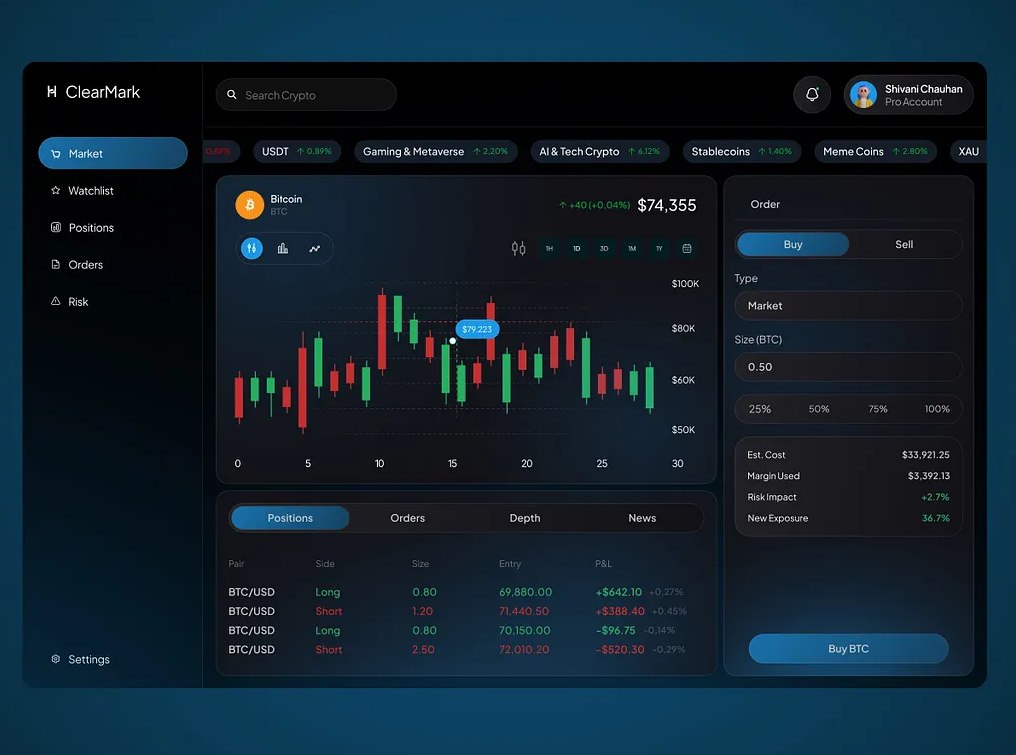 ClearMark
Search Crypto
Shivani Chauhan
Pro Account
Market
Watchlist
Positions
Orders
Risk
Settings
0.89%
USDT ↑ 0.89%
Gaming & Metaverse ↑ 2.20%
AI & Tech Crypto ↑ 6.12%
Stablecoins ↑ 1.40%
Meme Coins ↑ 2.80%
XAU
Bitcoin
BTC
↑ +40 (+0.04%) $74,355
1H 1D 3D 1M 1Y
$100K
$80K
$60K
$50K
$79,223
0 5 10 15 20 25 30
Positions Orders Depth News
Pair Side Size Entry P&L
BTC/USD Long 0.80 69,880.00 +$642.10 +0.27%
BTC/USD Short 1.20 71,440.50 +$388.40 +0.45%
BTC/USD Long 0.80 70,150.00 -$96.75 -0.14%
BTC/USD Short 2.50 72,010.20 -$520.30 -0.29%
Order
Buy Sell
Type
Market
Size (BTC)
0.50
25% 50% 75% 100%
Est. Cost $33,921.25
Margin Used $3,392.13
Risk Impact +2.7%
New Exposure 36.7%
Buy BTC